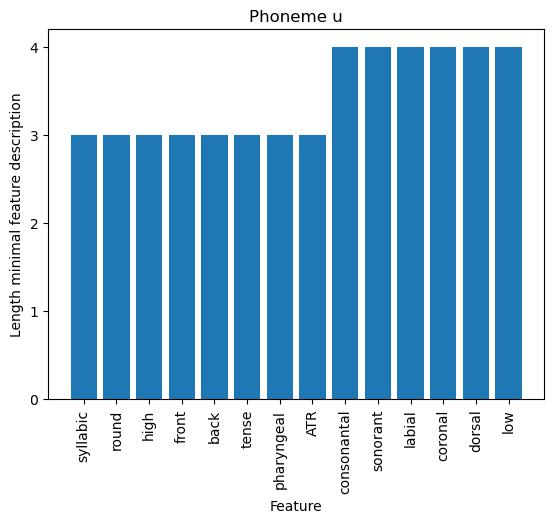 Phoneme u
Length minimal feature description
4
3
2
1
0
syllabic
round
high
front
back
tense
pharyngeal
ATR
consonantal
sonorant
labial
coronal
dorsal
low
Feature